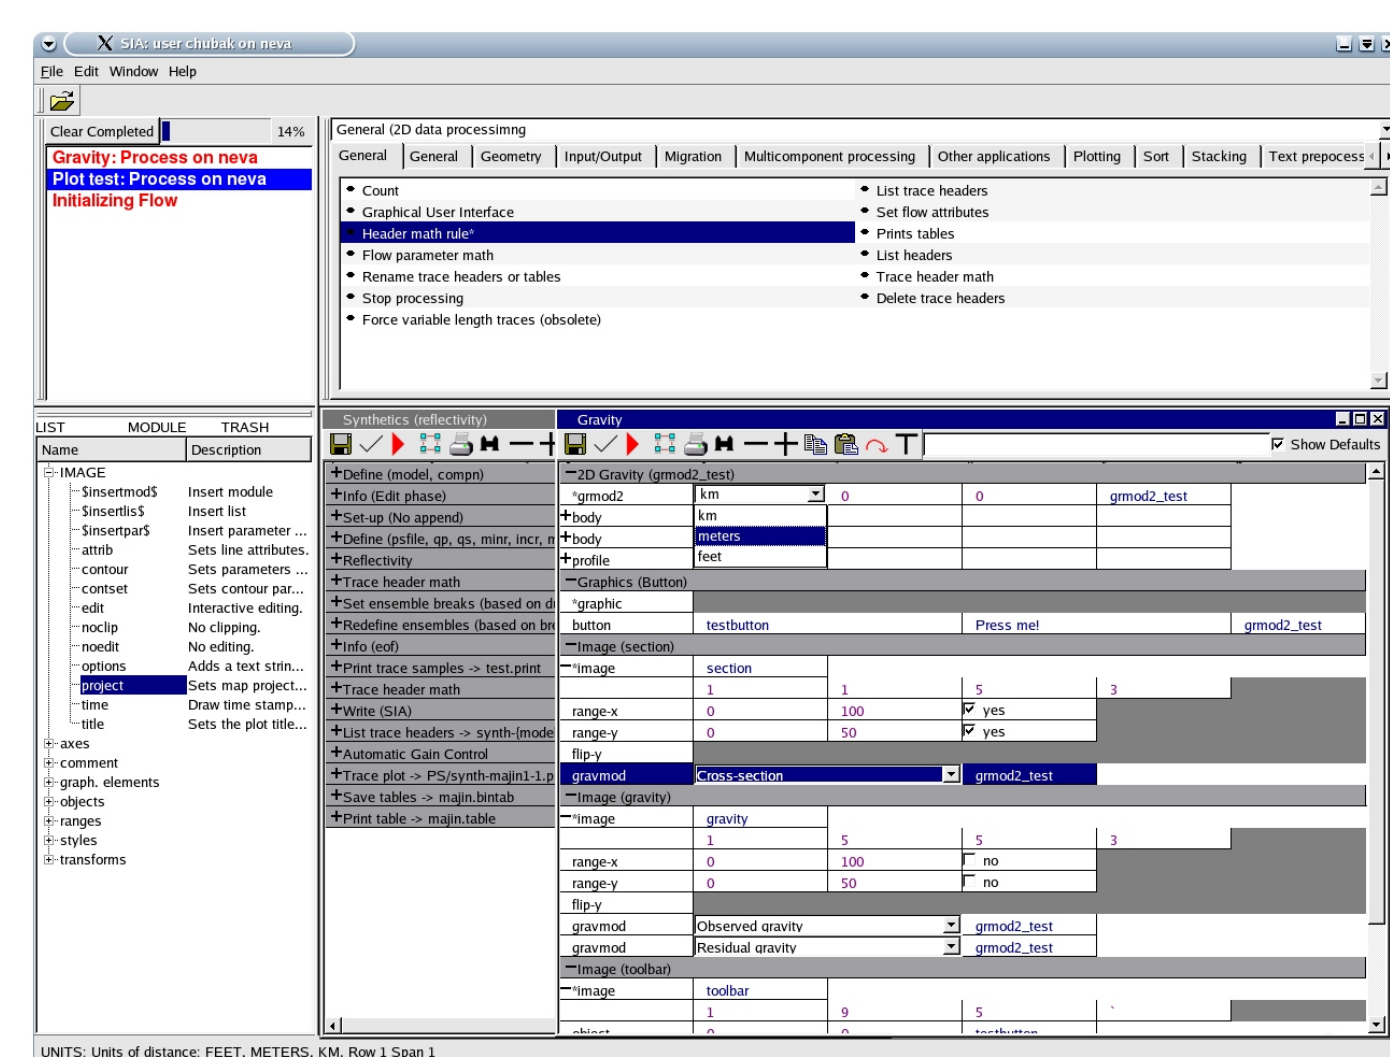 X SIA: user chubak on neva
File Edit Window Help
Clear Completed 14%
Gravity: Process on neva
Plot test: Process on neva
Initializing Flow
General (2D data processimng
General General Geometry Input/Output Migration Multicomponent processing Other applications Plotting Sort Stacking Text prepocess
Count List trace headers
Graphical User Interface Set flow attributes
Header math rule* Prints tables
Flow parameter math List headers
Rename trace headers or tables Trace header math
Stop processing Delete trace headers
Force variable length traces (obsolete)
LIST MODULE TRASH
Name Description
IMAGE
$insertmod$ Insert module
$insertlis$ Insert list
$insertpar$ Insert parameter ...
attrib Sets line attributes.
contour Sets parameters ...
contset Sets contour par...
edit Interactive editing.
noclip No clipping.
noedit No editing.
options Adds a text strin...
project Sets map project...
time Draw time stamp...
title Sets the plot title...
axes
comment
graph. elements
objects
ranges
styles
transforms
Synthetics (reflectivity)
+Define (model, compn)
+Info (Edit phase)
+Set-up (No append)
+Define (psfile, qp, qs, minr, incr, n
+Reflectivity
+Trace header math
+Set ensemble breaks (based on d
+Redefine ensembles (based on bre
+Info (eof)
+Print trace samples -> test.print
+Trace header math
+Write (SIA)
+List trace headers -> synth-(mode
+Automatic Gain Control
+Trace plot -> PS/synth-majin1-1.p
+Save tables -> majin.bintab
+Print table -> majin.table
Gravity
T Show Defaults
−2D Gravity (grmod2_test)
*grmod2 km 0 0 grmod2_test
+body km
+body meters
+profile feet
−Graphics (Button)
*graphic
button testbutton Press me! grmod2_test
−Image (section)
−*image section
1 1 5 3
range-x 0 100 yes
range-y 0 50 yes
flip-y
gravmod Cross-section grmod2_test
−Image (gravity)
−*image gravity
1 5 5 3
range-x 0 100 no
range-y 0 50 no
flip-y
gravmod Observed gravity grmod2_test
gravmod Residual gravity grmod2_test
−Image (toolbar)
−*image toolbar
1 9 5
object 0 0 testbutton
UNITS: Units of distance: FEET, METERS, KM. Row 1 Span 1